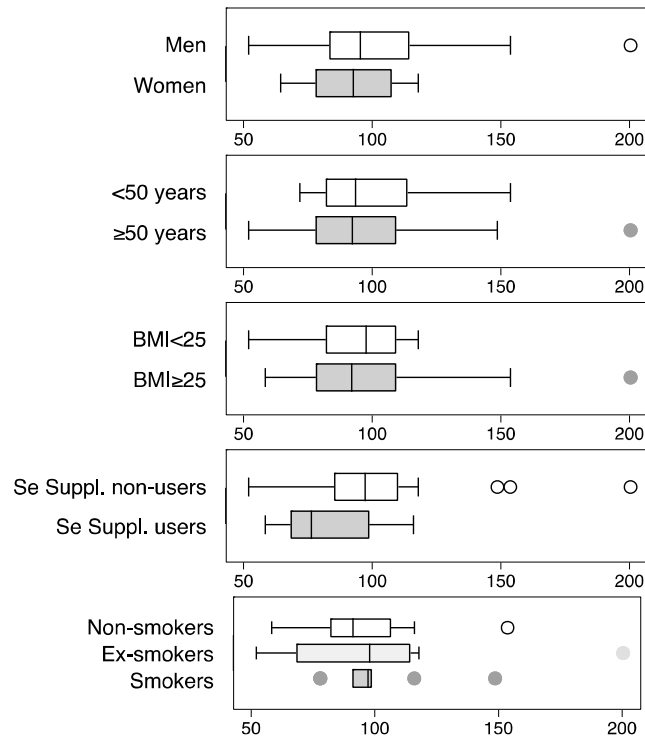 Men
Women
50 100 150 200
<50 years
≥50 years
50 100 150 200
BMI<25
BMI≥25
50 100 150 200
Se Suppl. non-users
Se Suppl. users
50 100 150 200
Non-smokers
Ex-smokers
Smokers
50 100 150 200